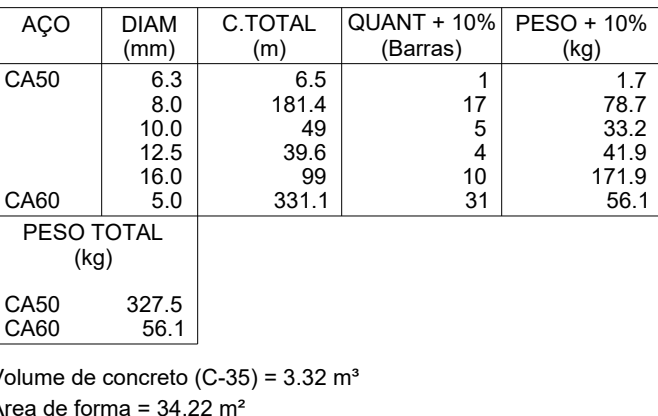 AÇO DIAM C.TOTAL QUANT + 10% PESO + 10%
(mm) (m) (Barras) (kg)
CA50 6.3 6.5 1 1.7
8.0 181.4 17 78.7
10.0 49 5 33.2
12.5 39.6 4 41.9
16.0 99 10 171.9
CA60 5.0 331.1 31 56.1
PESO TOTAL
(kg)
CA50 327.5
CA60 56.1
Volume de concreto (C-35) = 3.32 m³
Área de forma = 34.22 m²